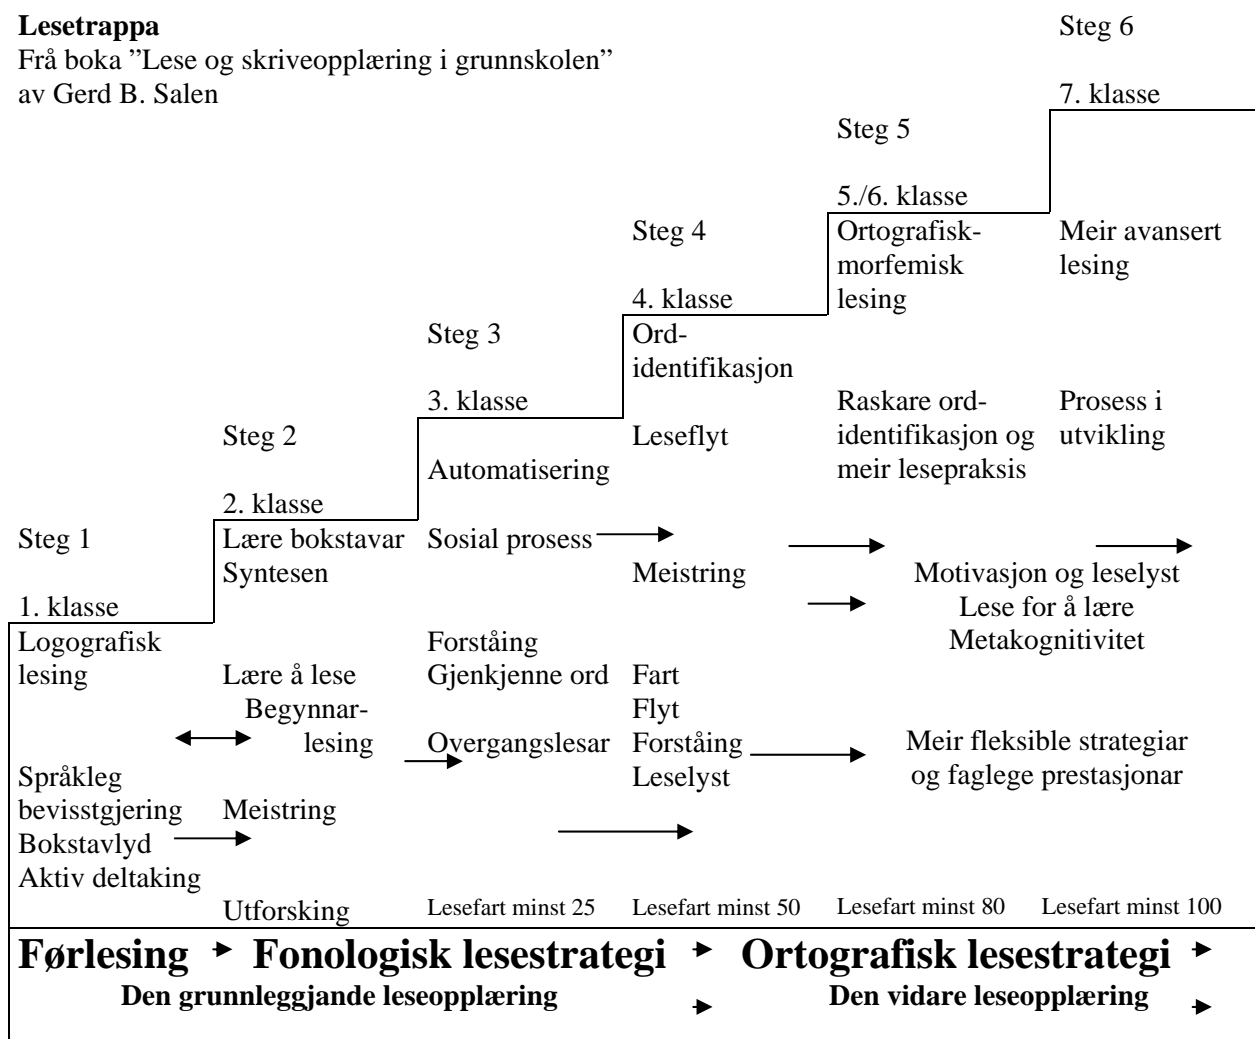 Lesetrappa
Frå boka ”Lese og skriveopplæring i grunnskolen”
av Gerd B. Salen
Steg 1
1. klasse
Logografisk
lesing
Språkleg
bevisstgjering
Bokstavlyd
Aktiv deltaking
Steg 2
2. klasse
Lære bokstavar
Syntesen
Lære å lese
Begynnar-
lesing
Meistring
Utforsking
Steg 3
3. klasse
Automatisering
Sosial prosess
Forståing
Gjenkjenne ord
Overgangslesar
Lesefart minst 25
Steg 4
4. klasse
Ord-
identifikasjon
Leseflyt
Meistring
Fart
Flyt
Forståing
Leselyst
Lesefart minst 50
Steg 5
5./6. klasse
Ortografisk-
morfemisk
lesing
Raskare ord-
identifikasjon og
meir lesepraksis
Steg 6
7. klasse
Meir avansert
lesing
Prosess i
utvikling
Motivasjon og leselyst
Lese for å lære
Metakognitivitet
Meir fleksible strategiar
og faglege prestasjonar
Lesefart minst 80
Lesefart minst 100
Førlesing
Fonologisk lesestrategi
Ortografisk lesestrategi
Den grunnleggjande leseopplæring
Den vidare leseopplæring